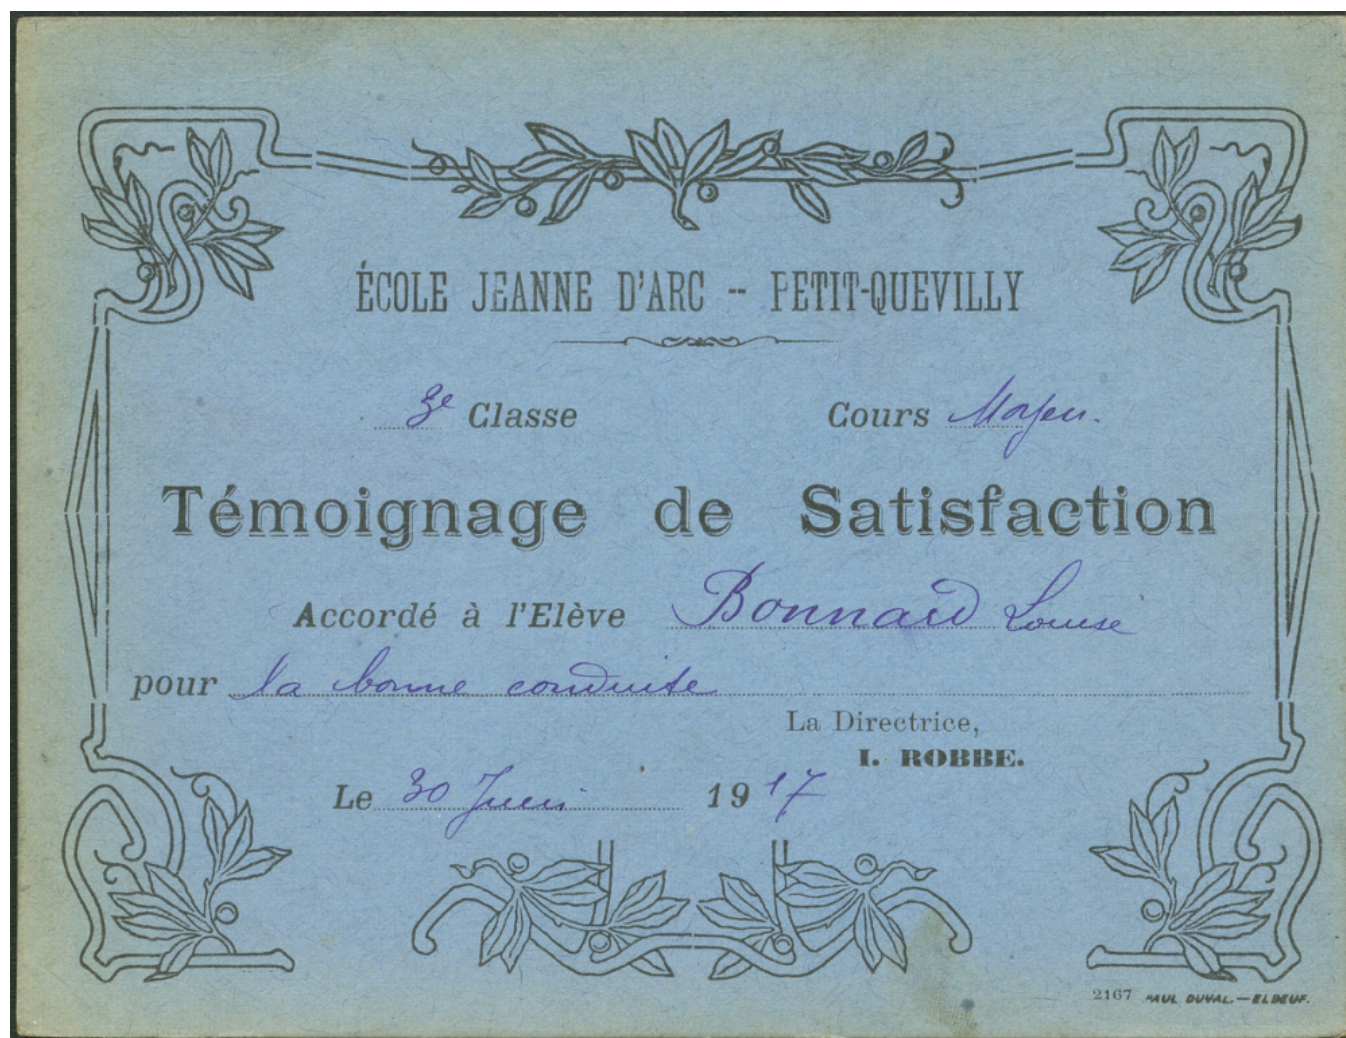 ÉCOLE JEANNE D'ARC -- PETIT-QUEVILLY
3e Classe Cours Moyen.
Témoignage de Satisfaction
Accordé à l'Elève Bonnard Louise
pour la bonne conduite
La Directrice,
I. ROBBE.
Le 30 Juin 1917
2167 PAUL DUVAL.—ELBEUF.